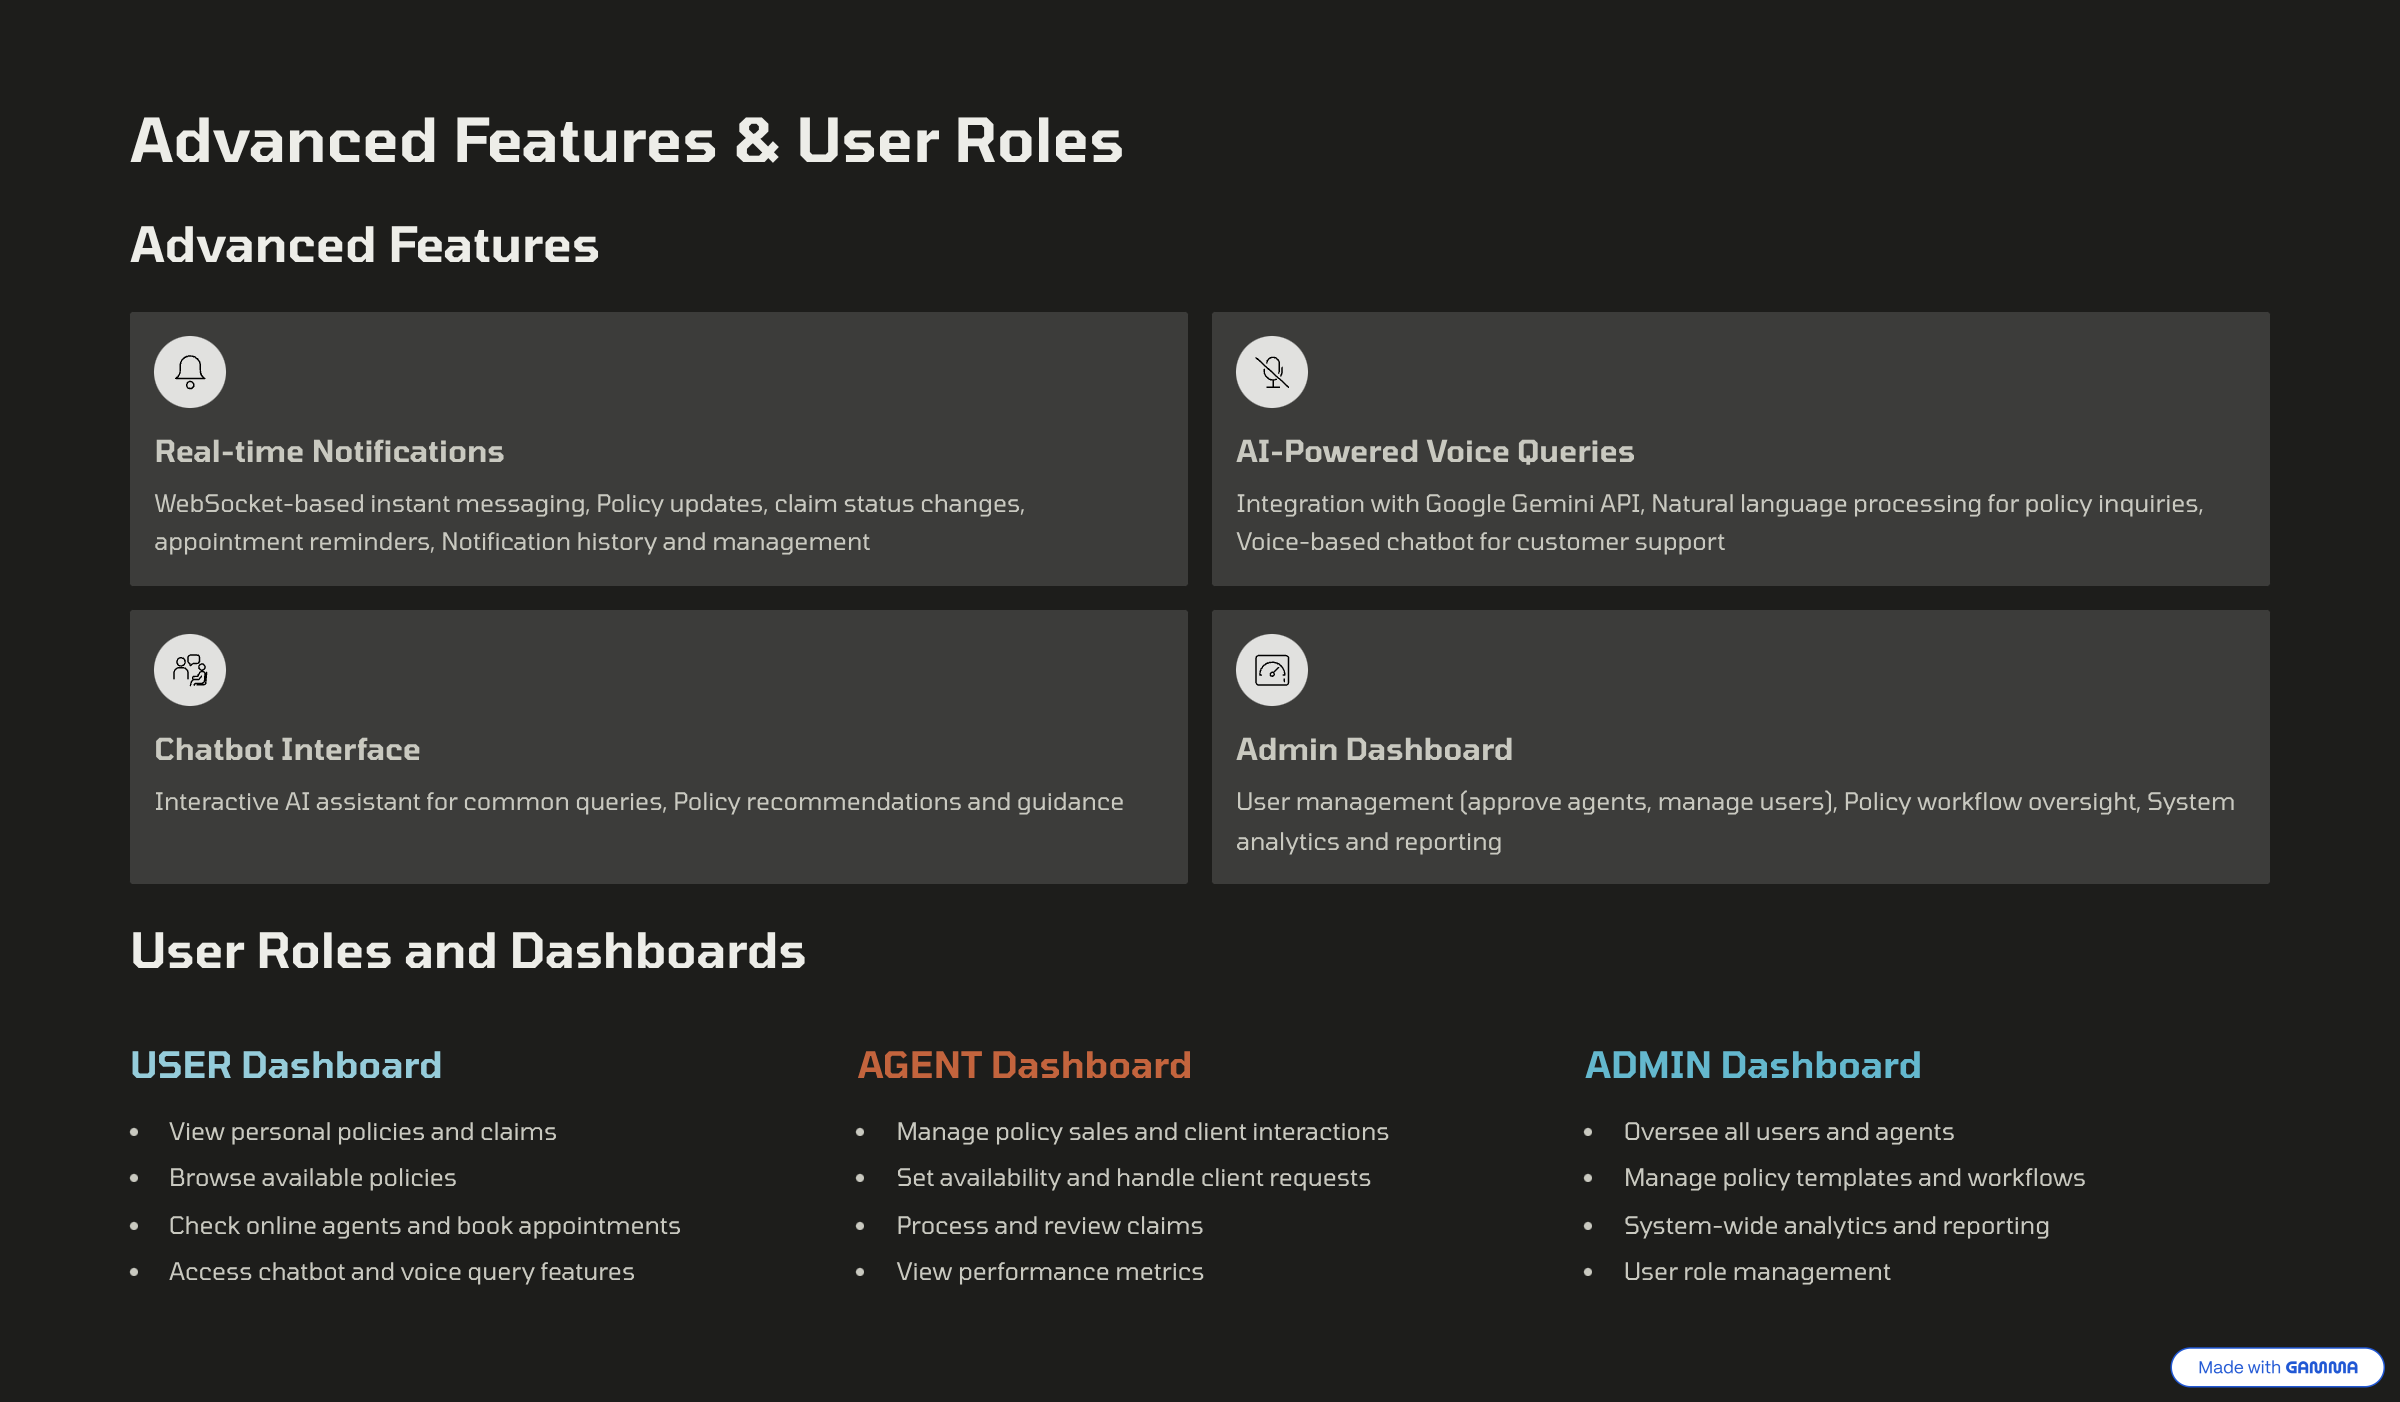 Advanced Features & User Roles
Advanced Features
Real-time Notifications
WebSocket-based instant messaging, Policy updates, claim status changes,
appointment reminders, Notification history and management
AI-Powered Voice Queries
Integration with Google Gemini API, Natural language processing for policy inquiries,
Voice-based chatbot for customer support
Chatbot Interface
Interactive AI assistant for common queries, Policy recommendations and guidance
Admin Dashboard
User management (approve agents, manage users), Policy workflow oversight, System
analytics and reporting
User Roles and Dashboards
USER Dashboard
• View personal policies and claims
• Browse available policies
• Check online agents and book appointments
• Access chatbot and voice query features
AGENT Dashboard
• Manage policy sales and client interactions
• Set availability and handle client requests
• Process and review claims
• View performance metrics
ADMIN Dashboard
• Oversee all users and agents
• Manage policy templates and workflows
• System-wide analytics and reporting
• User role management
Made with GAMMA